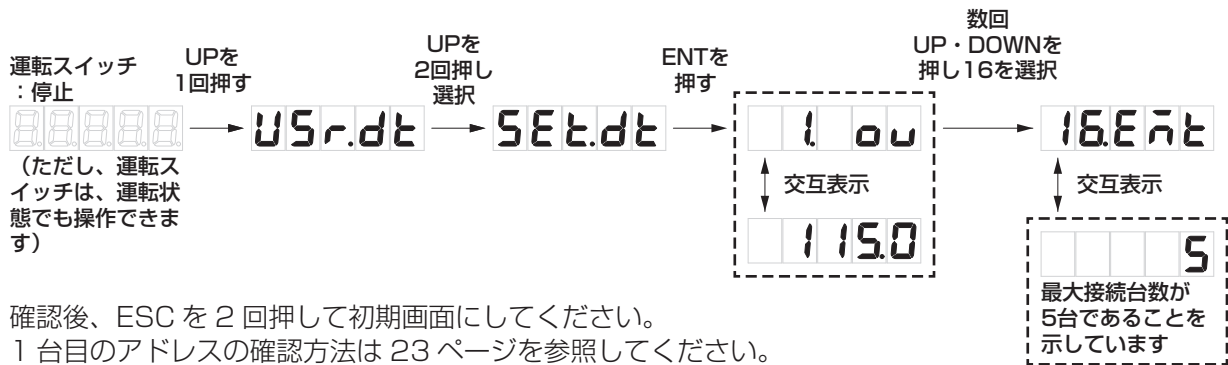 運転スイッチ
：停止
8.8.8.8.8.
（ただし、運転ス
イッチは、運転状
態でも操作できま
す）
UPを
1回押す
USr.dt
UPを
2回押し
選択
SEt.dt
ENTを
押す
1. ou
交互表示
115.0
数回
UP・DOWNを
押し16を選択
16.Emt
交互表示
5
最大接続台数が
5台であることを
示しています
確認後、ESC を 2 回押して初期画面にしてください。
1 台目のアドレスの確認方法は 23 ページを参照してください。